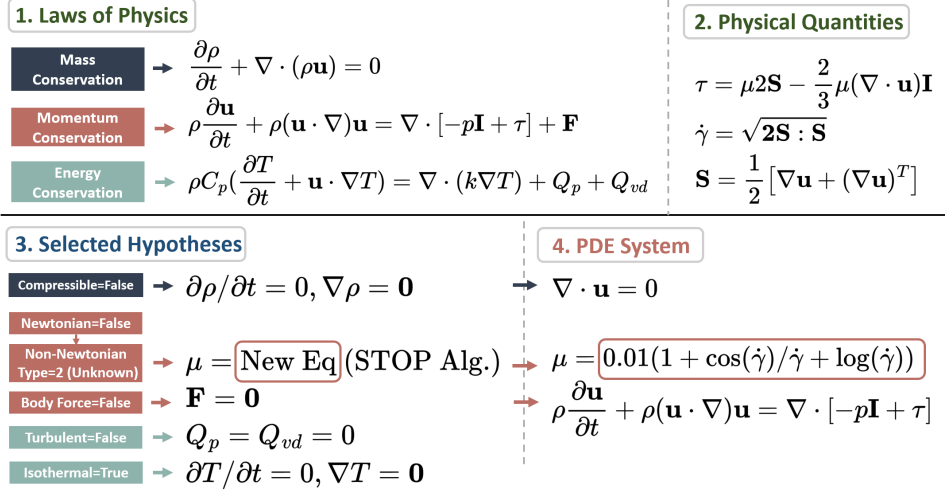 1. Laws of Physics
Mass
Conservation
∂ρ/∂t + ∇ · (ρ𝐮) = 0
Momentum
Conservation
ρ ∂𝐮/∂t + ρ(𝐮 · ∇)𝐮 = ∇ · [−p𝐈 + τ] + 𝐅
Energy
Conservation
ρC_p(∂T/∂t + 𝐮 · ∇T) = ∇ · (k∇T) + Q_p + Q_vd
2. Physical Quantities
τ = μ2𝐒 − 2/3 μ(∇ · 𝐮)𝐈
γ̇ = √(𝟐𝐒 : 𝐒)
𝐒 = 1/2 [∇𝐮 + (∇𝐮)^T]
3. Selected Hypotheses
Compressible=False
∂ρ/∂t = 0, ∇ρ = 𝟎
Newtonian=False
Non-Newtonian
Type=2 (Unknown)
μ = New Eq (STOP Alg.)
Body Force=False
𝐅 = 𝟎
Turbulent=False
Q_p = Q_vd = 0
Isothermal=True
∂T/∂t = 0, ∇T = 𝟎
4. PDE System
∇ · 𝐮 = 0
μ = 0.01(1 + cos(γ̇)/γ̇ + log(γ̇))
ρ ∂𝐮/∂t + ρ(𝐮 · ∇)𝐮 = ∇ · [−p𝐈 + τ]